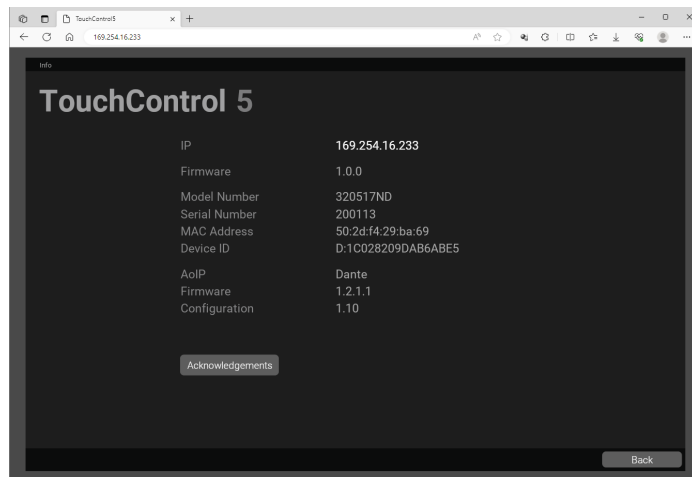 TouchControl5
169.254.16.233
Info
TouchControl 5
IP 169.254.16.233
Firmware 1.0.0
Model Number 320517ND
Serial Number 200113
MAC Address 50:2d:f4:29:ba:69
Device ID D:1C028209DAB6ABE5
AoIP Dante
Firmware 1.2.1.1
Configuration 1.10
Acknowledgements
Back